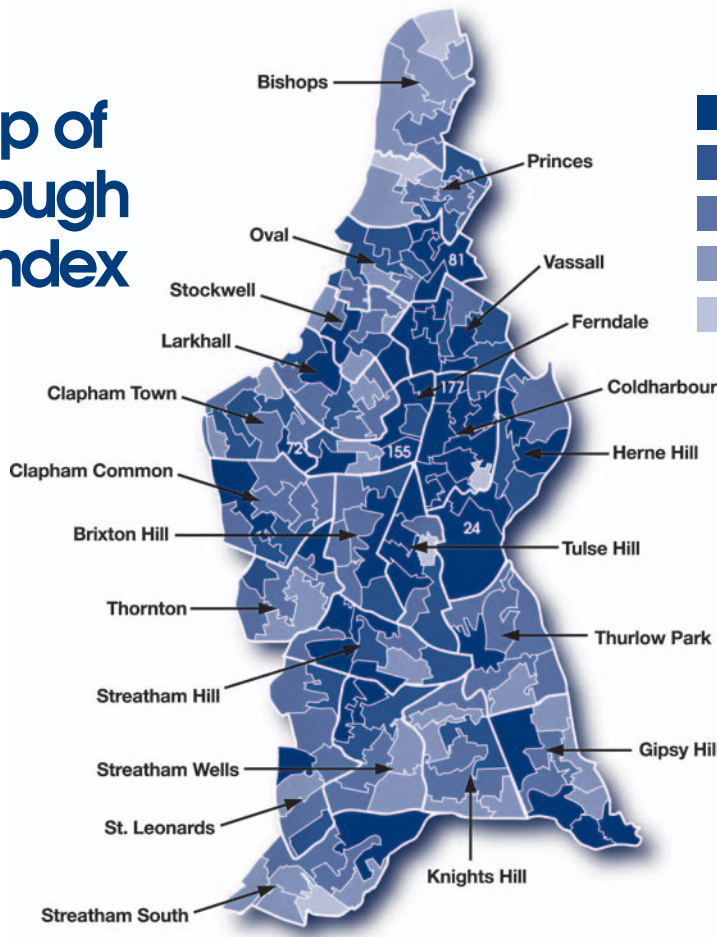 p of
ough
ndex
Bishops
Princes
Oval
81
Vassall
Stockwell
Ferndale
Larkhall
177
Clapham Town
Coldharbour
72
155
Herne Hill
Clapham Common
24
Brixton Hill
Tulse Hill
Thornton
Thurlow Park
Streatham Hill
Gipsy Hil
Streatham Wells
St. Leonards
Knights Hill
Streatham South